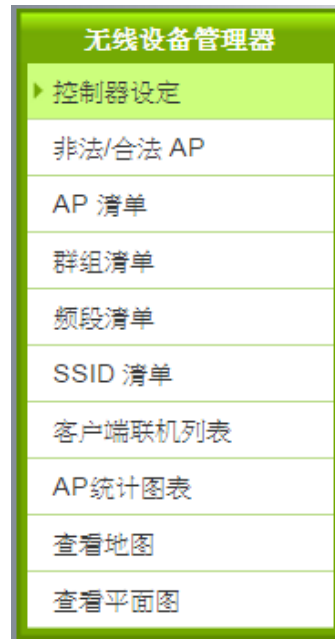 无线设备管理器
控制器设定
非法/合法 AP
AP 清单
群组清单
频段清单
SSID 清单
客户端联机列表
AP统计图表
查看地图
查看平面图